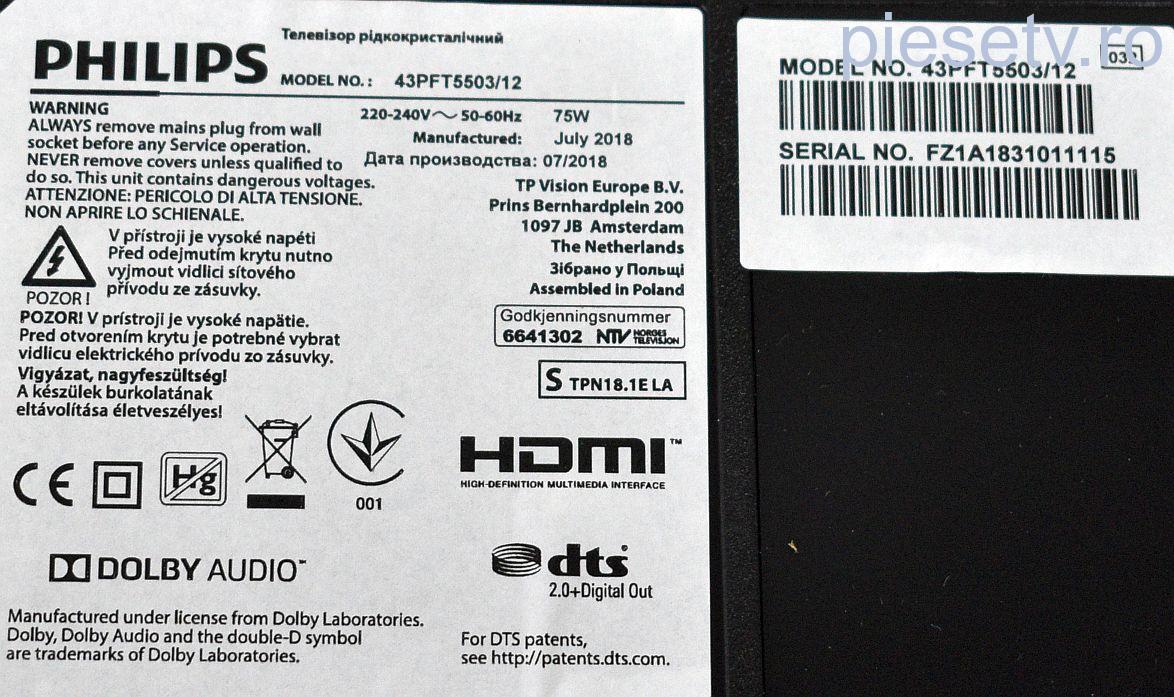 PHILIPS
Телевізор рідкокристалічний
MODEL NO.: 43PFT5503/12
WARNING
ALWAYS remove mains plug from wall
socket before any Service operation.
NEVER remove covers unless qualified to
do so. This unit contains dangerous voltages.
ATTENZIONE: PERICOLO DI ALTA TENSIONE.
NON APRIRE LO SCHIENALE.
220-240V～ 50-60Hz 75W
Manufactured: July 2018
Дата производства: 07/2018
TP Vision Europe B.V.
Prins Bernhardplein 200
1097 JB Amsterdam
The Netherlands
Зібрано у Польщі
Assembled in Poland
POZOR !
V přístroji je vysoké napéti
Před odejmutím krytu nutno
vyjmout vidlici sítového
přívodu ze zásuvky.
POZOR! V prístroji je vysoké napätie.
Pred otvorením krytu je potrebné vybrat
vidlicu elektrického prívodu zo zásuvky.
Vigyázat, nagyfeszültség!
A készülek burkolatának
eltávolítása életveszélyes!
Godkjenningsnummer
6641302 NTV NORGES TELEVISJON
S TPN18.1E LA
CE
Hg
001
HDMI™
HIGH-DEFINITION MULTIMEDIA INTERFACE
DOLBY AUDIO™
Manufactured under license from Dolby Laboratories.
Dolby, Dolby Audio and the double-D symbol
are trademarks of Dolby Laboratories.
dts
2.0+Digital Out
For DTS patents,
see http://patents.dts.com.
piesetv.ro
MODEL NO. 43PFT5503/12
SERIAL NO. FZ1A1831011115